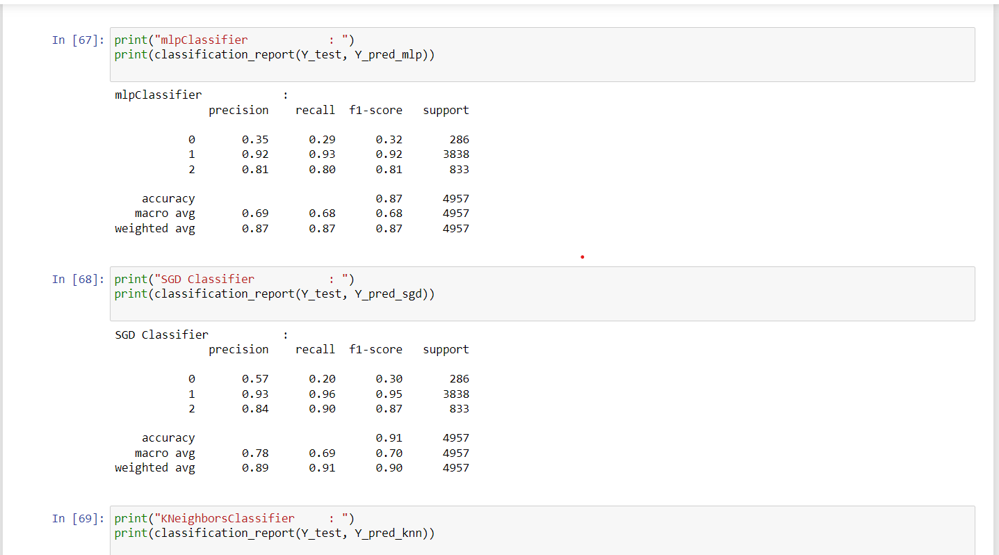 In [67]: print("mlpClassifier            : ")
print(classification_report(Y_test, Y_pred_mlp))
mlpClassifier            :
precision    recall  f1-score   support
0       0.35      0.29      0.32       286
1       0.92      0.93      0.92      3838
2       0.81      0.80      0.81       833
accuracy                           0.87      4957
macro avg       0.69      0.68      0.68      4957
weighted avg       0.87      0.87      0.87      4957
In [68]: print("SGD Classifier           : ")
print(classification_report(Y_test, Y_pred_sgd))
SGD Classifier           :
precision    recall  f1-score   support
0       0.57      0.20      0.30       286
1       0.93      0.96      0.95      3838
2       0.84      0.90      0.87       833
accuracy                           0.91      4957
macro avg       0.78      0.69      0.70      4957
weighted avg       0.89      0.91      0.90      4957
In [69]: print("KNeighborsClassifier     : ")
print(classification_report(Y_test, Y_pred_knn))